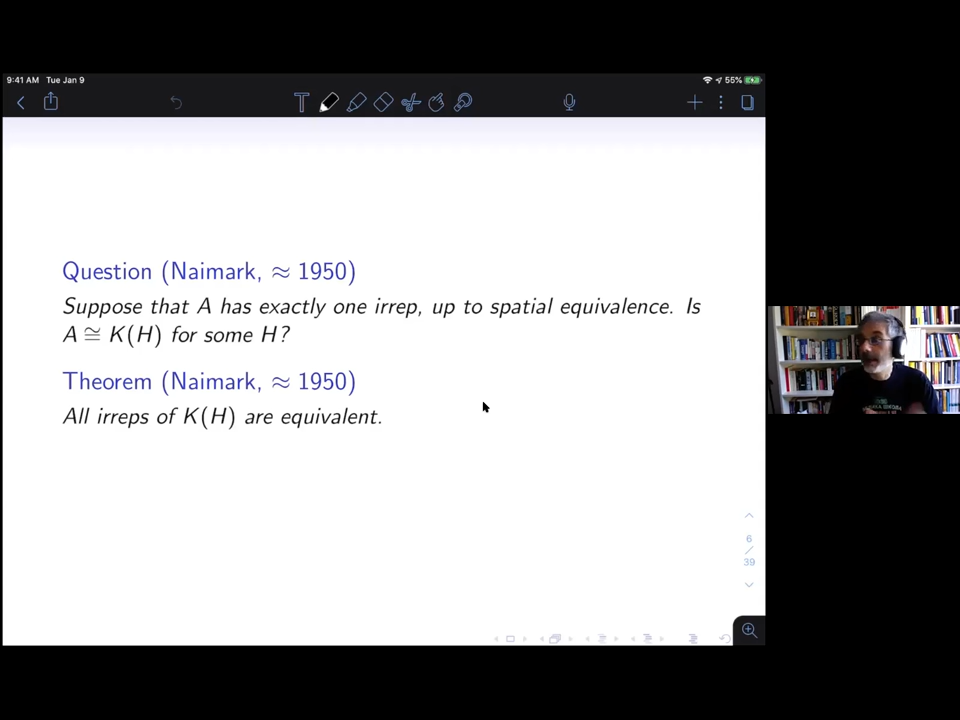 9:41 AM Tue Jan 9
55%
T
Question (Naimark, ≈ 1950)
Suppose that A has exactly one irrep, up to spatial equivalence. Is
A ≅ K(H) for some H?
Theorem (Naimark, ≈ 1950)
All irreps of K(H) are equivalent.
6
/
39